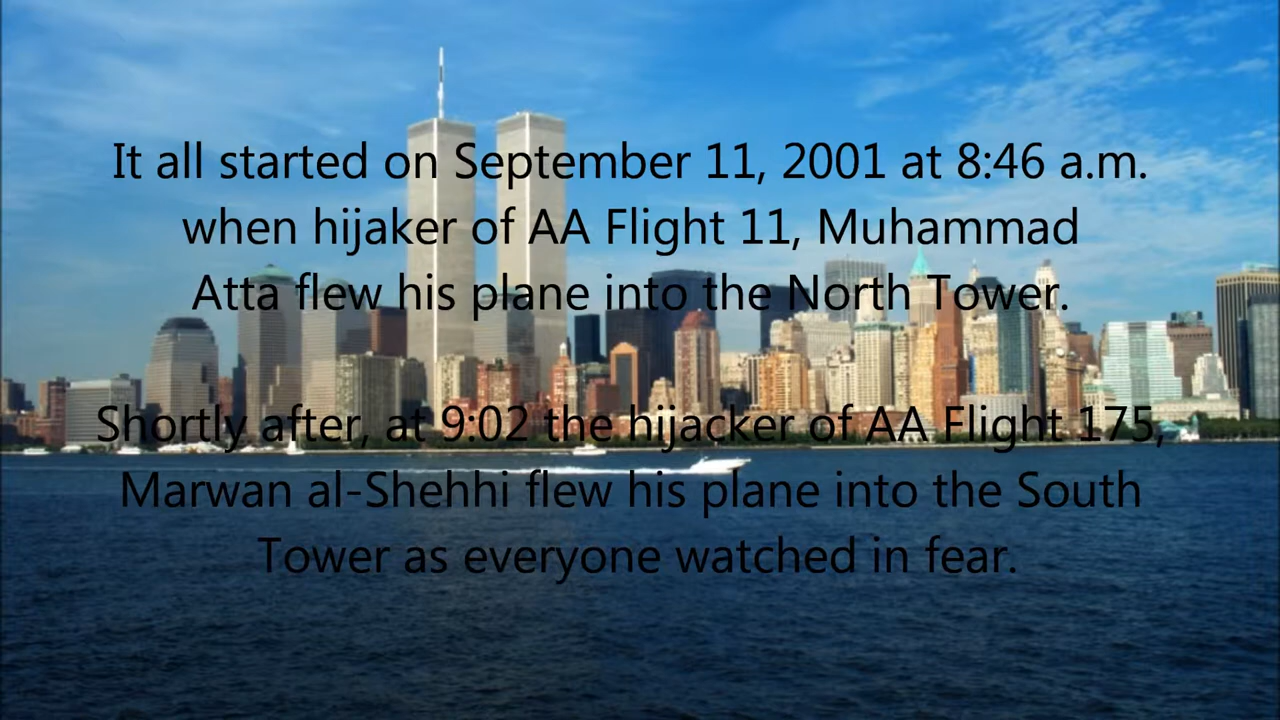 It all started on September 11, 2001 at 8:46 a.m.
when hijaker of AA Flight 11, Muhammad
Atta flew his plane into the North Tower.
Shortly after, at 9:02 the hijacker of AA Flight 175,
Marwan al-Shehhi flew his plane into the South
Tower as everyone watched in fear.